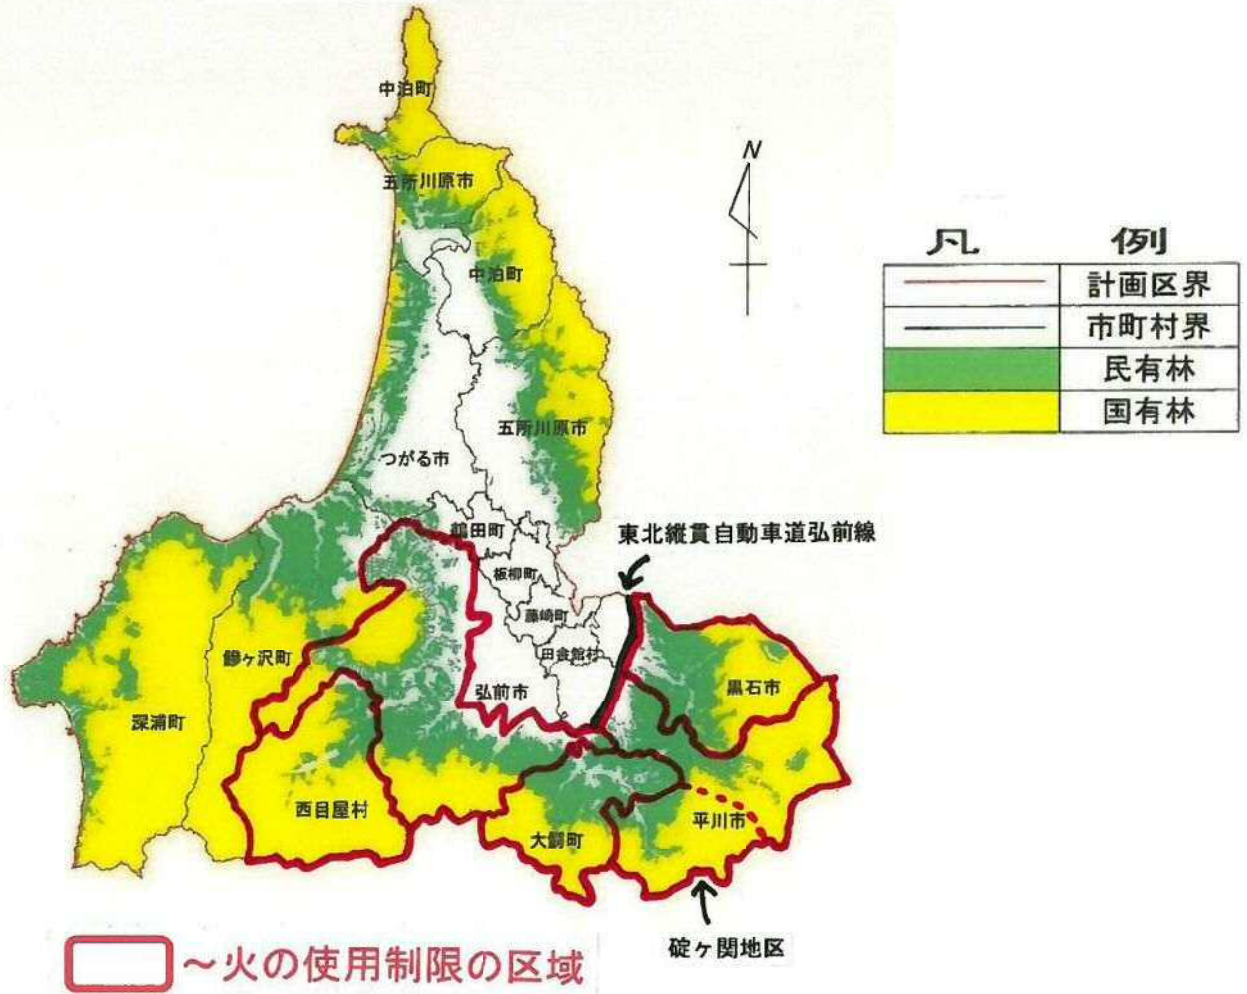 中泊町
N
五所川原市
凡 例
中泊町
計画区界
市町村界
民有林
国有林
五所川原市
つがる市
鶴田町
東北縦貫自動車道弘前線
板柳町
藤崎町
田舎館村
鰺ヶ沢町
黒石市
弘前市
深浦町
西目屋村
平川市
大鰐町
碇ヶ関地区
～火の使用制限の区域